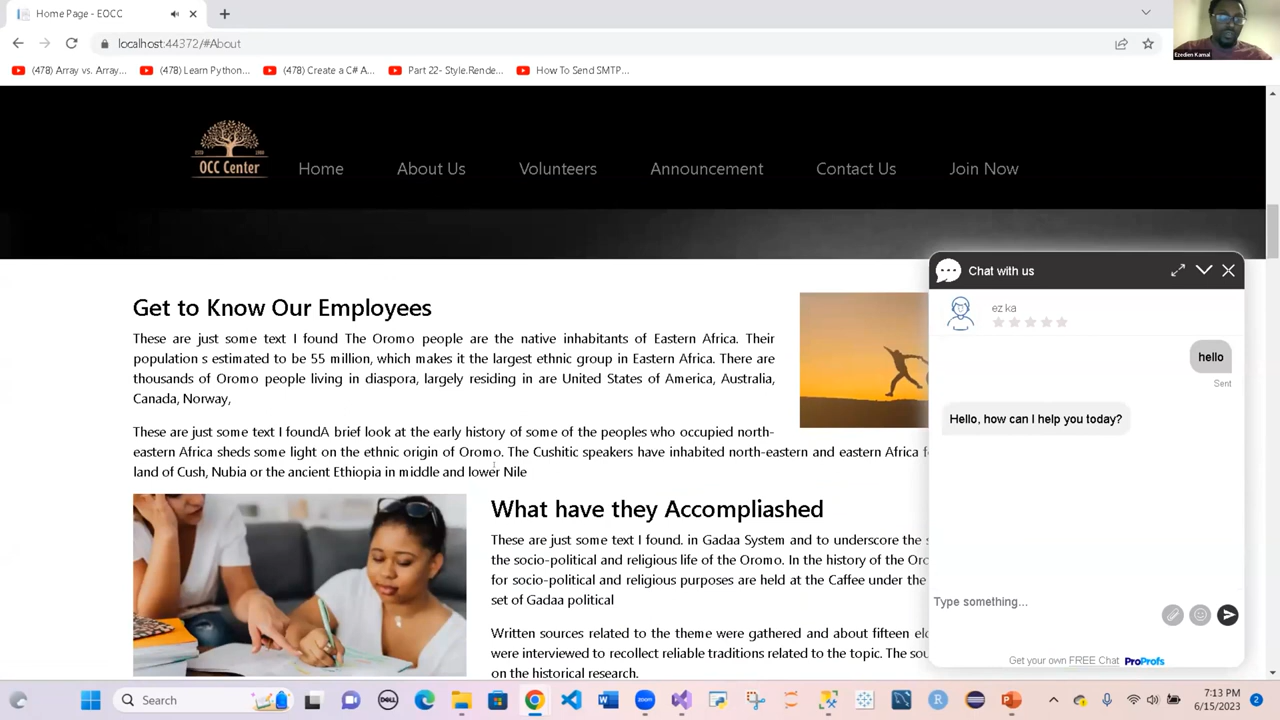 Home Page - EOCC
localhost:44372/#About
(478) Array vs. Array...
(478) Learn Python...
(478) Create a C# A...
Part 22- Style.Rende...
How To Send SMTP...
Ezedien Kamal
ESTD
OCC Center
Home
About Us
Volunteers
Announcement
Contact Us
Join Now
Get to Know Our Employees
These are just some text I found The Oromo people are the native inhabitants of Eastern Africa. Their
population s estimated to be 55 million, which makes it the largest ethnic group in Eastern Africa. There are
thousands of Oromo people living in diaspora, largely residing in are United States of America, Australia,
Canada, Norway,
These are just some text I foundA brief look at the early history of some of the peoples who occupied north-
eastern Africa sheds some light on the ethnic origin of Oromo. The Cushitic speakers have inhabited north-eastern and eastern Africa
land of Cush, Nubia or the ancient Ethiopia in middle and lower Nile
What have they Accompliashed
These are just some text I found. in Gadaa System and to underscore the
the socio-political and religious life of the Oromo. In the history of the
for socio-political and religious purposes are held at the Caffee under the
set of Gadaa political
Written sources related to the theme were gathered and about fifteen
were interviewed to recollect reliable traditions related to the topic. The
on the historical research.
Chat with us
ez ka
hello
Sent
Hello, how can I help you today?
Type something...
Get your own FREE Chat ProProfs
Search
DELL
zoom
R
7:13 PM
6/15/2023
2